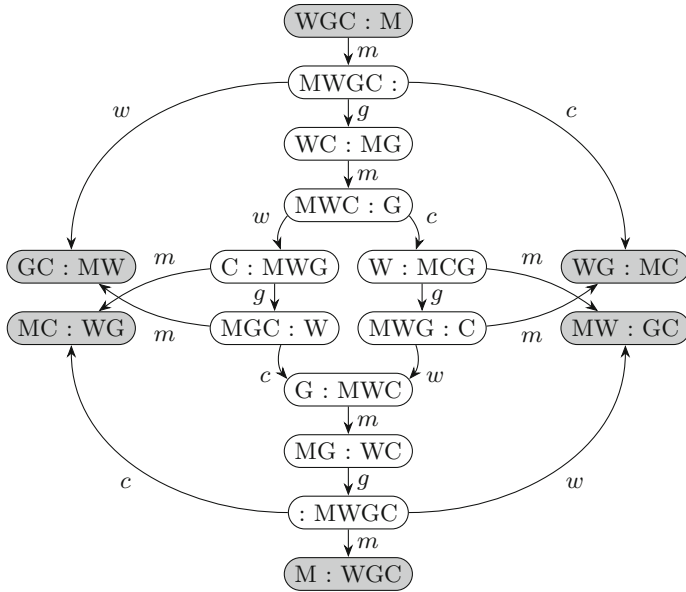 WGC : M
m
MWGC :
w
g
c
WC : MG
m
MWC : G
w
c
GC : MW
m
C : MWG
W : MCG
m
WG : MC
g
g
MC : WG
m
MGC : W
MWG : C
m
MW : GC
c
w
G : MWC
m
MG : WC
c
g
w
: MWGC
m
M : WGC